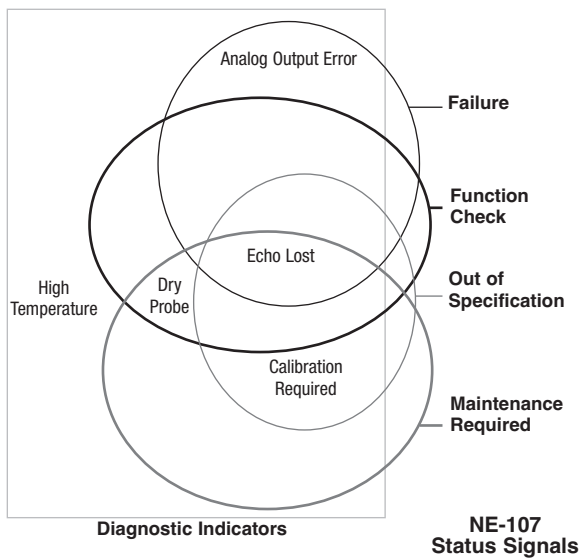 Analog Output Error
Failure
Function
Check
Echo Lost
High
Temperature
Dry
Probe
Out of
Specification
Calibration
Required
Maintenance
Required
Diagnostic Indicators
NE-107
Status Signals